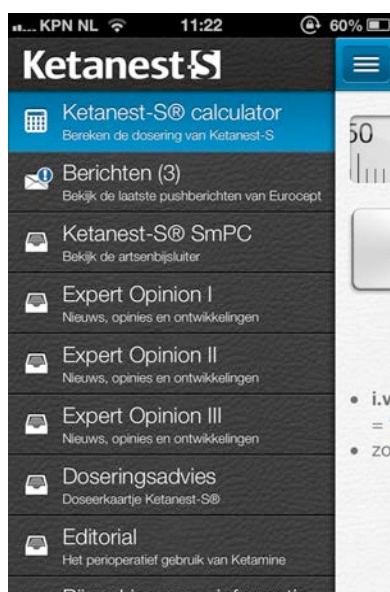 KPN NL 11:22 60%
Ketanest-S
Ketanest-S® calculator
Bereken de dosering van Ketanest-S
50
Berichten (3)
Bekijk de laatste pushberichten van Eurocept
Ketanest-S® SmPC
Bekijk de artsenbijsluiter
Expert Opinion I
Nieuws, opinies en ontwikkelingen
Expert Opinion II
Nieuws, opinies en ontwikkelingen
Expert Opinion III
Nieuws, opinies en ontwikkelingen
• i.v
=
• zo
Doseringsadvies
Doseerkaartje Ketanest-S®
Editorial
Het perioperatief gebruik van Ketamine